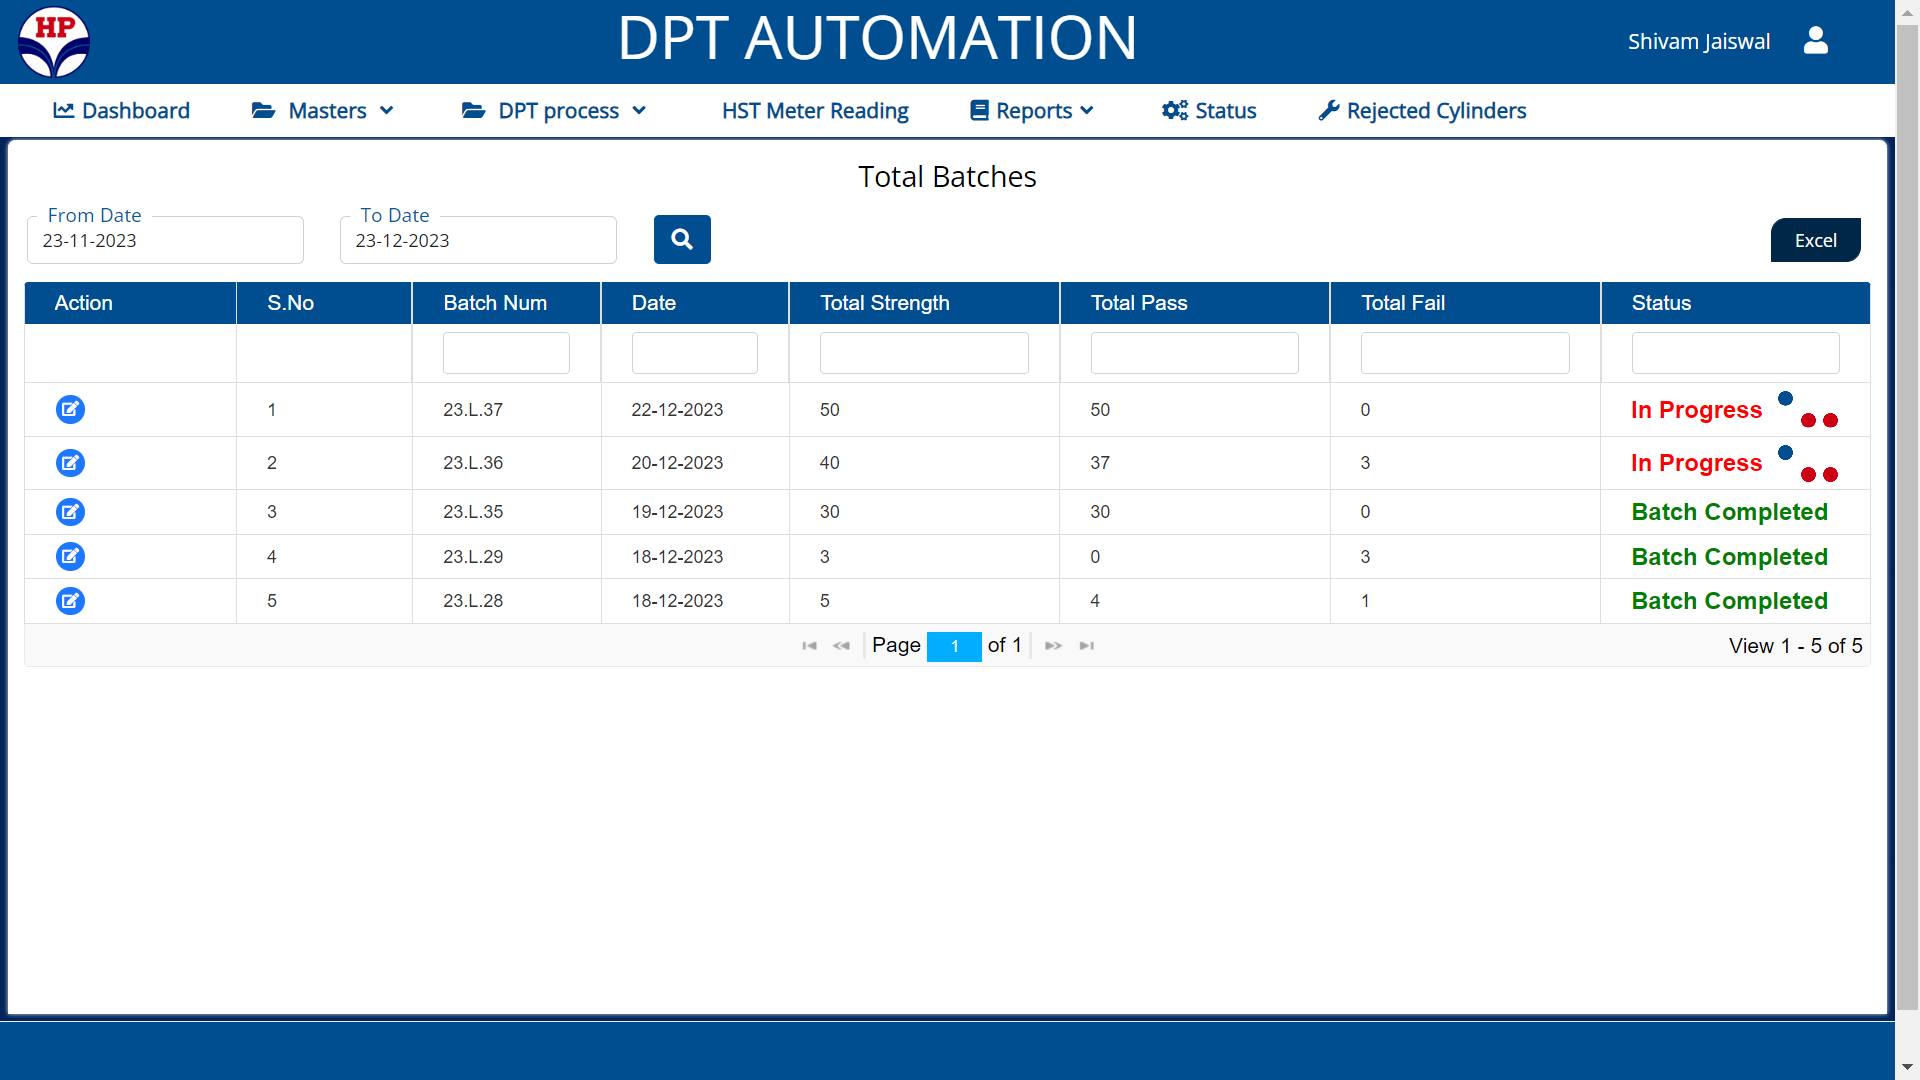 HP
DPT AUTOMATION
Shivam Jaiswal
Dashboard Masters DPT process HST Meter Reading Reports Status Rejected Cylinders
Total Batches
From Date To Date
23-11-2023 23-12-2023
Excel
Action S.No Batch Num Date Total Strength Total Pass Total Fail Status
1 23.L.37 22-12-2023 50 50 0 In Progress
2 23.L.36 20-12-2023 40 37 3 In Progress
3 23.L.35 19-12-2023 30 30 0 Batch Completed
4 23.L.29 18-12-2023 3 0 3 Batch Completed
5 23.L.28 18-12-2023 5 4 1 Batch Completed
Page 1 of 1 View 1 - 5 of 5